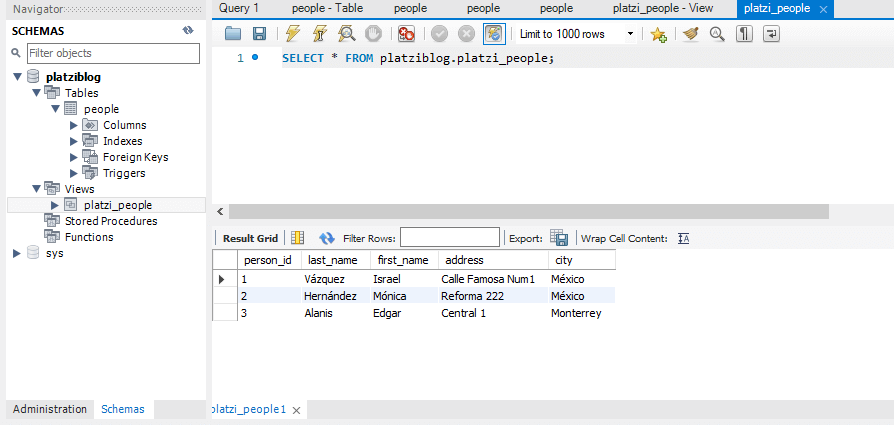 Navigator
SCHEMAS
Filter objects
platziblog
Tables
people
Columns
Indexes
Foreign Keys
Triggers
Views
platzi_people
Stored Procedures
Functions
sys
Administration Schemas
Query 1 people - Table people people people platzi_people - View platzi_people
Limit to 1000 rows
1 SELECT * FROM platziblog.platzi_people;
Result Grid Filter Rows: Export: Wrap Cell Content:
person_id last_name first_name address city
1 Vázquez Israel Calle Famosa Num1 México
2 Hernández Mónica Reforma 222 México
3 Alanis Edgar Central 1 Monterrey
platzi_people1